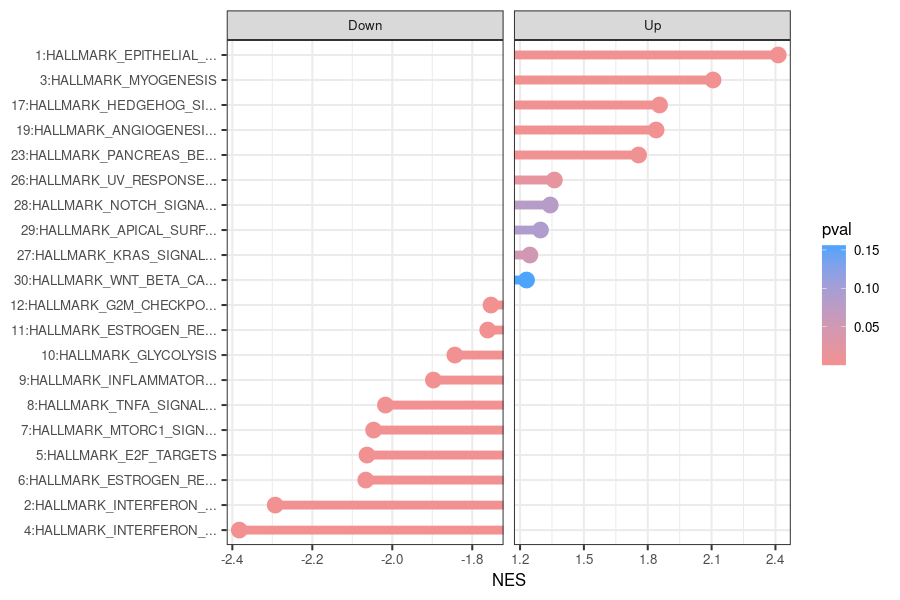 Down
Up
1:HALLMARK_EPITHELIAL_...
3:HALLMARK_MYOGENESIS
17:HALLMARK_HEDGEHOG_SI...
19:HALLMARK_ANGIOGENESI...
23:HALLMARK_PANCREAS_BE...
26:HALLMARK_UV_RESPONSE...
28:HALLMARK_NOTCH_SIGNA...
29:HALLMARK_APICAL_SURF...
27:HALLMARK_KRAS_SIGNAL...
30:HALLMARK_WNT_BETA_CA...
12:HALLMARK_G2M_CHECKPO...
11:HALLMARK_ESTROGEN_RE...
10:HALLMARK_GLYCOLYSIS
9:HALLMARK_INFLAMMATOR...
8:HALLMARK_TNFA_SIGNAL...
7:HALLMARK_MTORC1_SIGN...
5:HALLMARK_E2F_TARGETS
6:HALLMARK_ESTROGEN_RE...
2:HALLMARK_INTERFERON_...
4:HALLMARK_INTERFERON_...
-2.4 -2.2 -2.0 -1.8
1.2 1.5 1.8 2.1 2.4
NES
pval
0.15
0.10
0.05